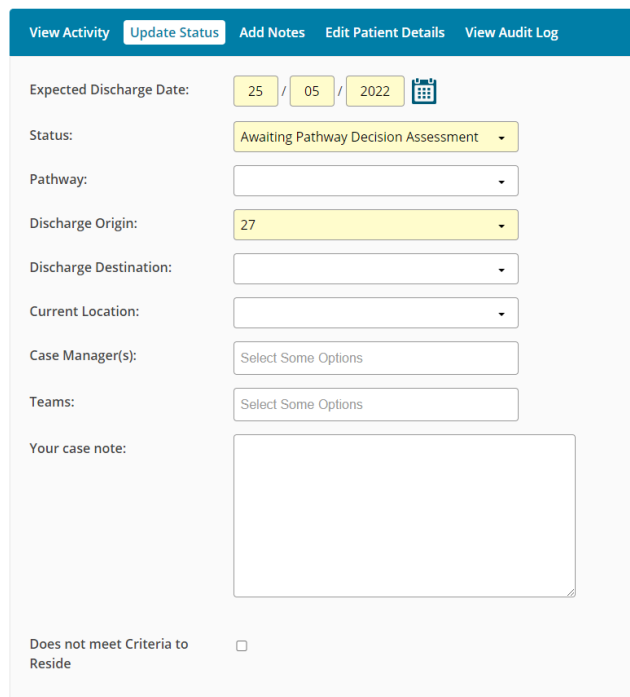 View Activity Update Status Add Notes Edit Patient Details View Audit Log
Expected Discharge Date: 25 / 05 / 2022
Status: Awaiting Pathway Decision Assessment
Pathway:
Discharge Origin: 27
Discharge Destination:
Current Location:
Case Manager(s): Select Some Options
Teams: Select Some Options
Your case note:
Does not meet Criteria to
Reside